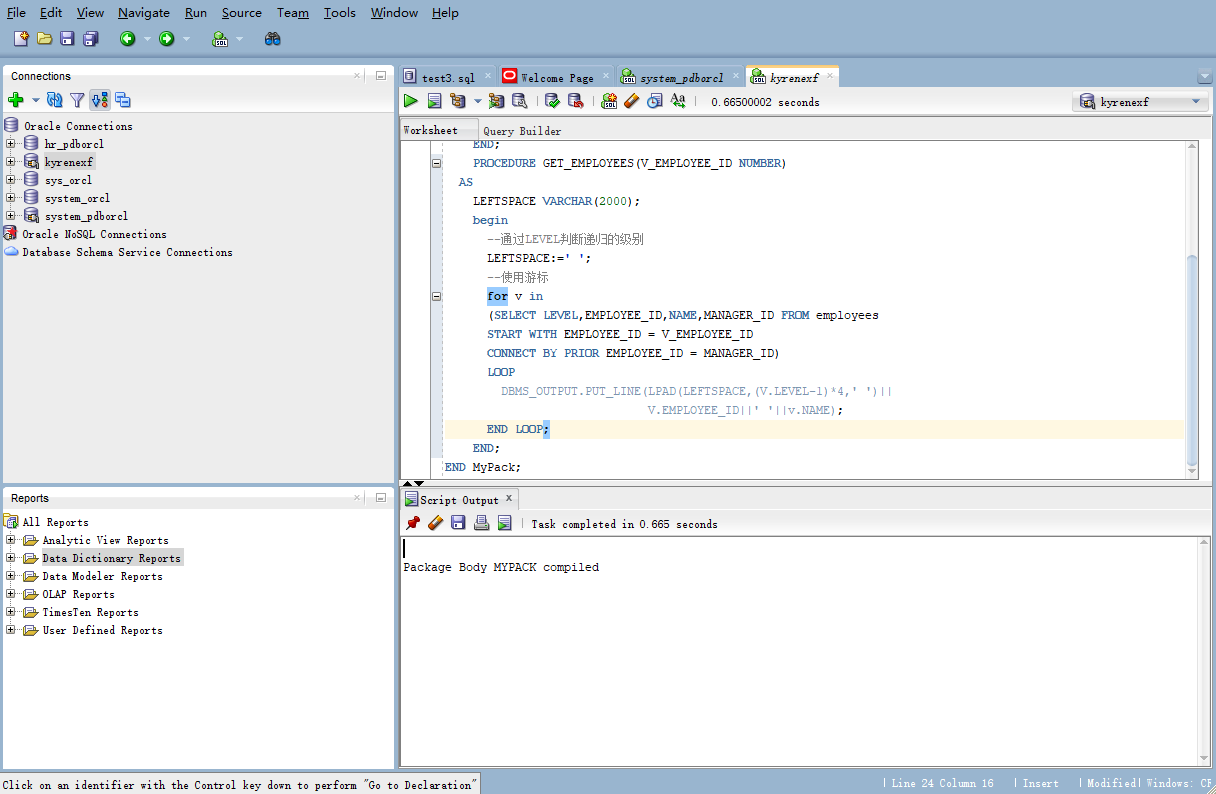 File Edit View Navigate Run Source Team Tools Window Help
Connections
Oracle Connections
hr_pdborcl
kyrenexf
sys_orcl
system_orcl
system_pdborcl
Oracle NoSQL Connections
Database Schema Service Connections
Reports
All Reports
Analytic View Reports
Data Dictionary Reports
Data Modeler Reports
OLAP Reports
TimesTen Reports
User Defined Reports
test3.sql Welcome Page system_pdborcl kyrenexf
0.66500002 seconds kyrenexf
Worksheet Query Builder
END;
PROCEDURE GET_EMPLOYEES(V_EMPLOYEE_ID NUMBER)
AS
LEFTSPACE VARCHAR(2000);
begin
--通过LEVEL判断递归的级别
LEFTSPACE:=' ';
--使用游标
for v in
(SELECT LEVEL,EMPLOYEE_ID,NAME,MANAGER_ID FROM employees
START WITH EMPLOYEE_ID = V_EMPLOYEE_ID
CONNECT BY PRIOR EMPLOYEE_ID = MANAGER_ID)
LOOP
DBMS_OUTPUT.PUT_LINE(LPAD(LEFTSPACE,(V.LEVEL-1)*4,' ')||
V.EMPLOYEE_ID||' '||v.NAME);
END LOOP;
END;
END MyPack;
Script Output
Task completed in 0.665 seconds
Package Body MYPACK compiled
Click on an identifier with the Control key down to perform "Go to Declaration"
| Line 24 Column 16 | Insert | Modified| Windows: CR